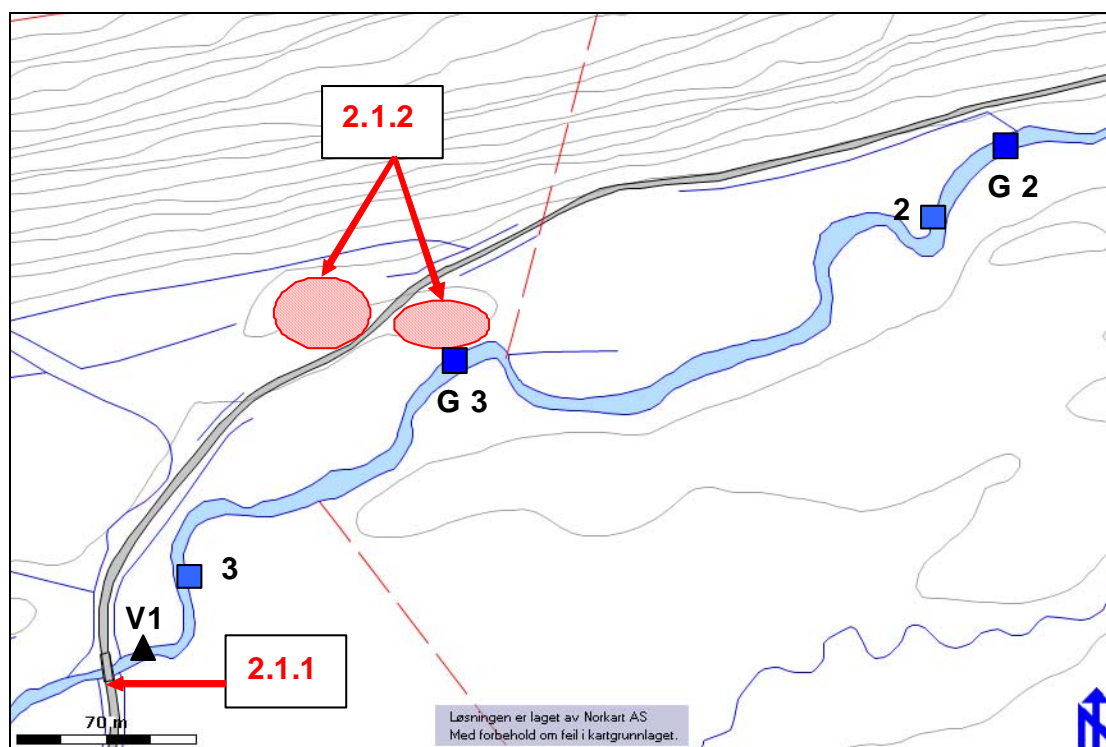 2.1.2
G 2
2
G 3
3
V1
2.1.1
70 m
Løsningen er laget av Norkart AS
Med forbehold om feil i kartgrunnlaget.
N